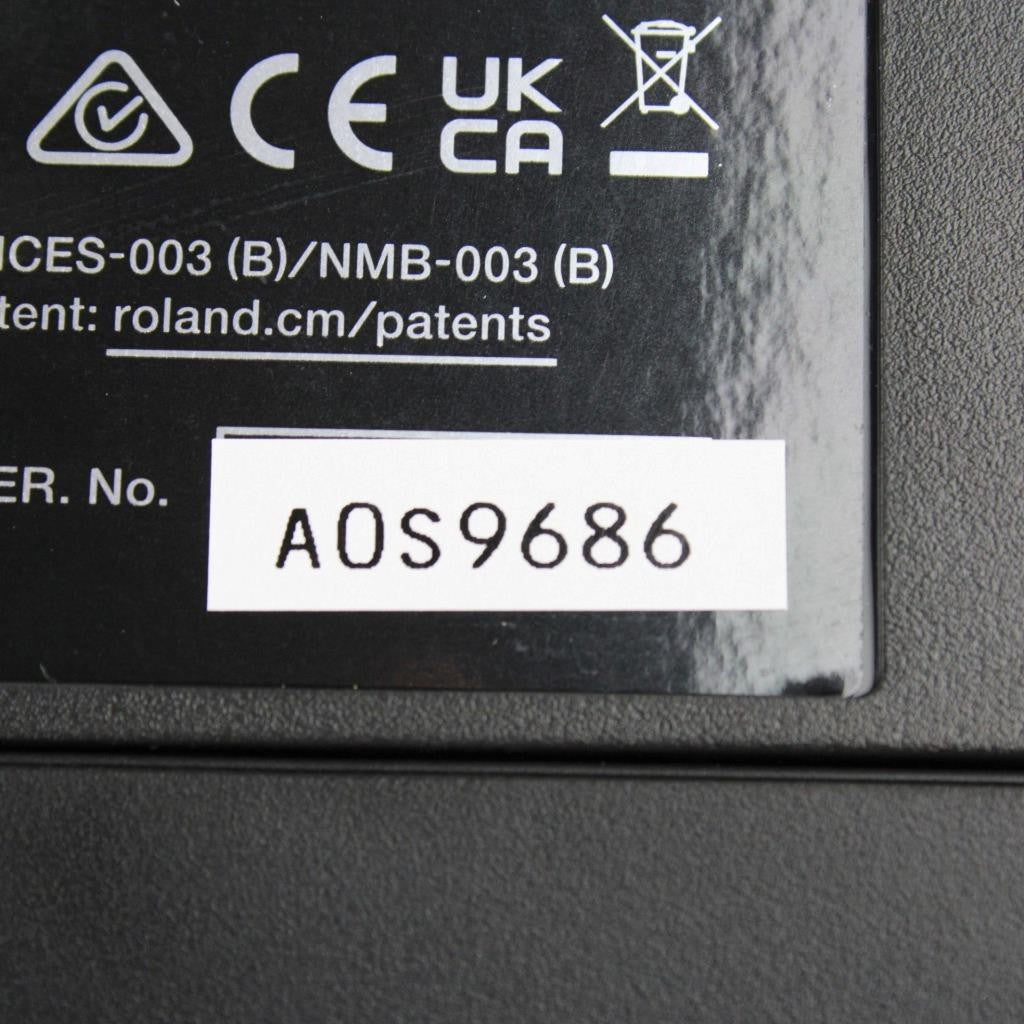 CE UK
CA
ICES-003 (B)/NMB-003 (B)
tent: roland.cm/patents
ER. No. A0S9686